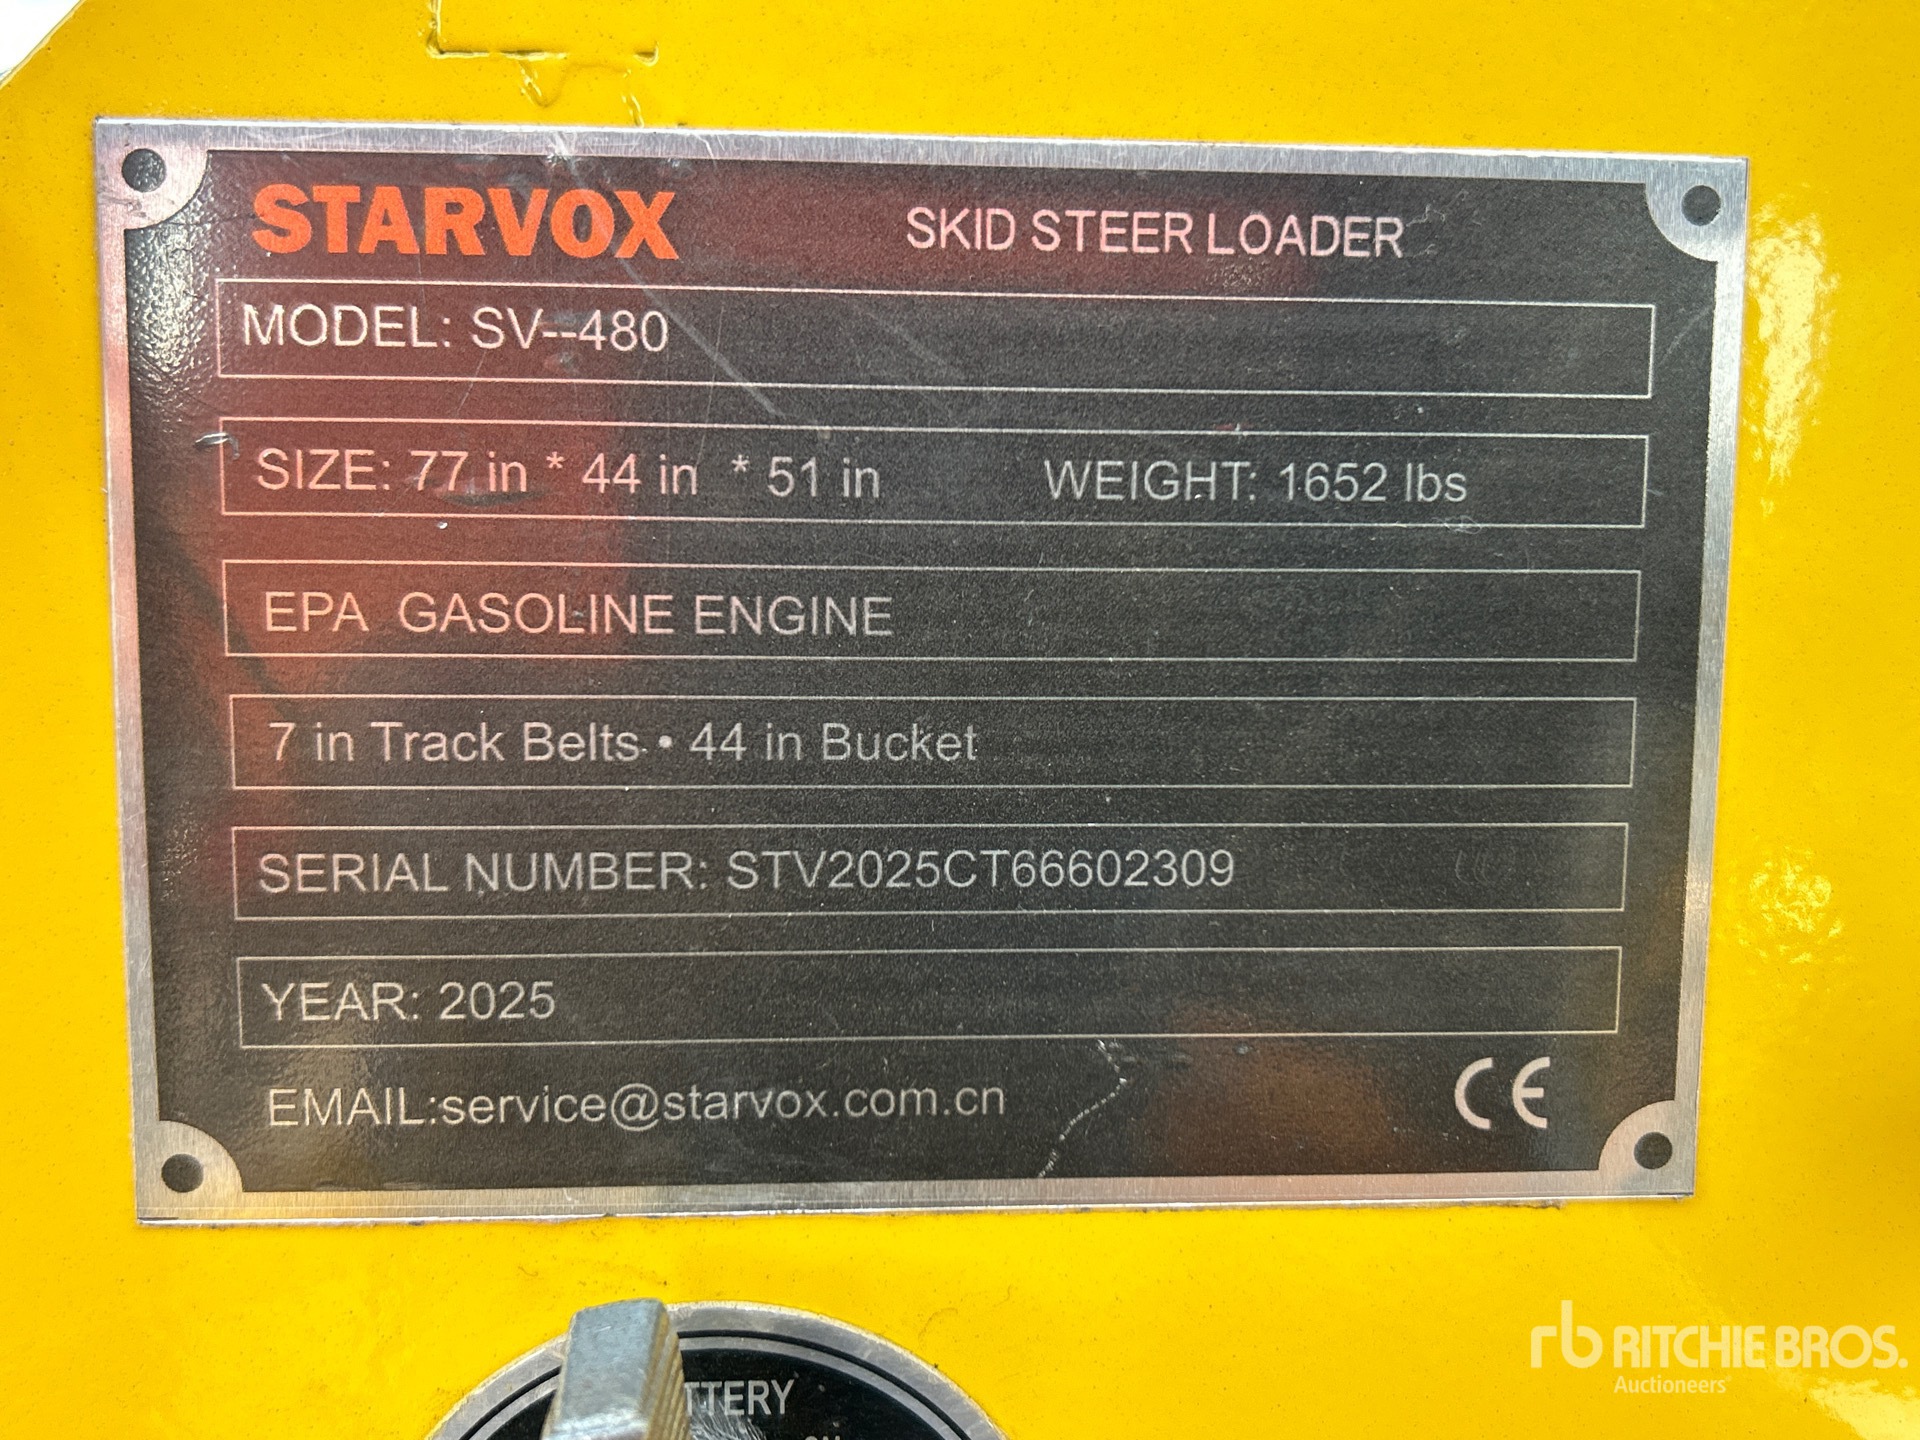 STARVOX SKID STEER LOADER
MODEL: SV--480
SIZE: 77 in * 44 in * 51 in WEIGHT: 1652 lbs
EPA GASOLINE ENGINE
7 in Track Belts • 44 in Bucket
SERIAL NUMBER: STV2025CT66602309
YEAR: 2025
EMAIL:service@starvox.com.cn CE
rb RITCHIE BROS.
Auctioneers